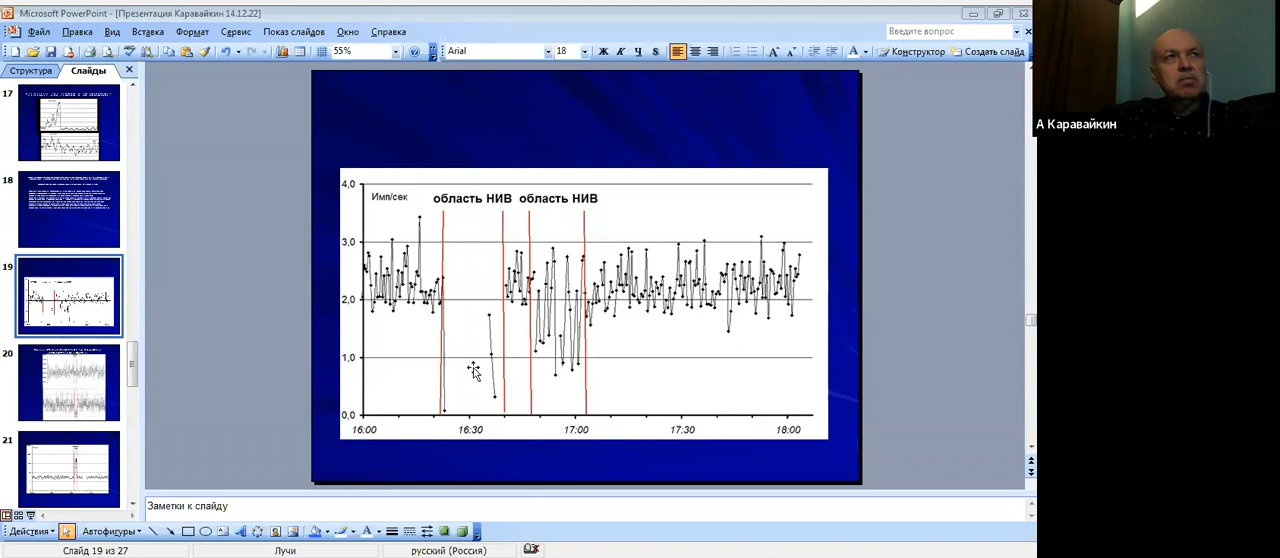 Microsoft PowerPoint - [Презентация Каравайкин 14.12.22]
Файл Правка Вид Вставка Формат Сервис Показ слайдов Окно Справка
Введите вопрос
55%
Arial
18
Ж К Ч S
Конструктор
Создать слайд
Структура
Слайды
17
18
19
20
21
4,0
3,0
2,0
1,0
0,0
Имп/сек
область НИВ область НИВ
16:00 16:30 17:00 17:30 18:00
Заметки к слайду
Действия
Автофигуры
Слайд 19 из 27
Лучи
русский (Россия)
А Каравайкин